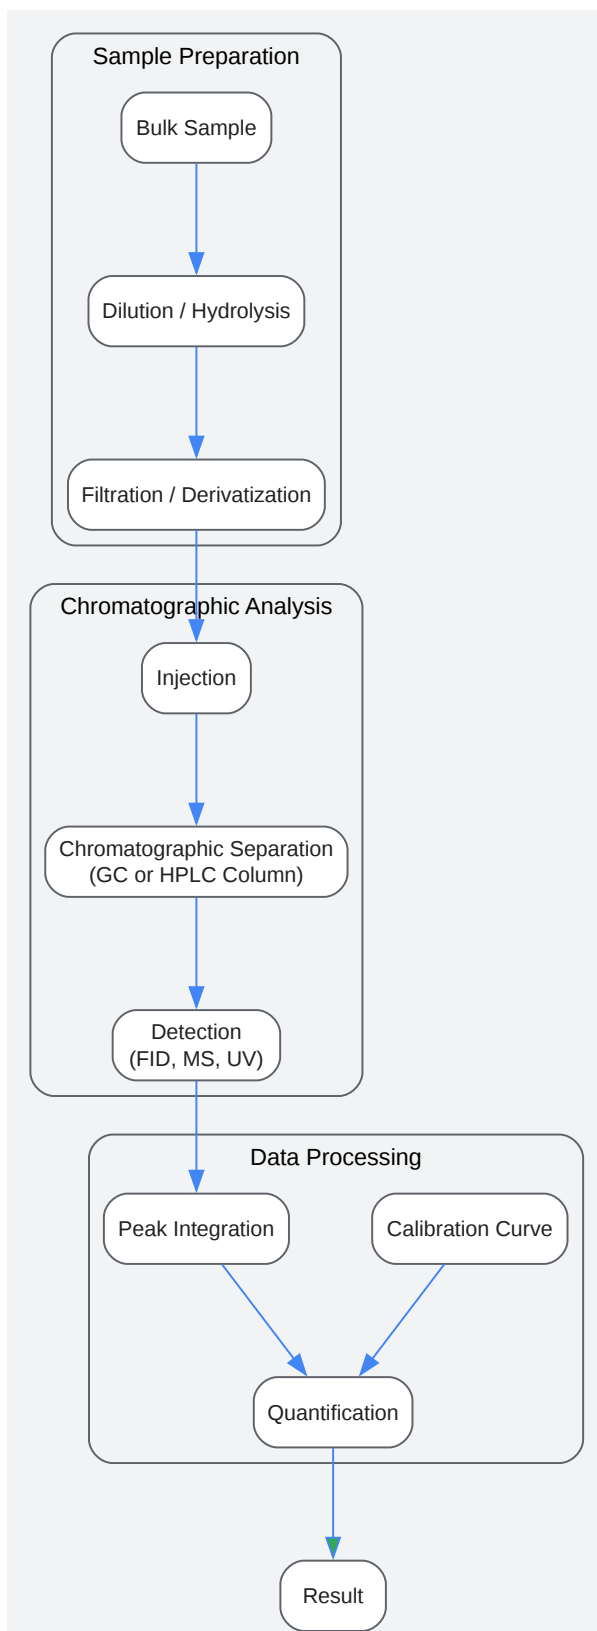 Sample Preparation
Bulk Sample
Dilution / Hydrolysis
Filtration / Derivatization
Chromatographic Analysis
Injection
Chromatographic Separation
(GC or HPLC Column)
Detection
(FID, MS, UV)
Data Processing
Peak Integration
Calibration Curve
Quantification
Result